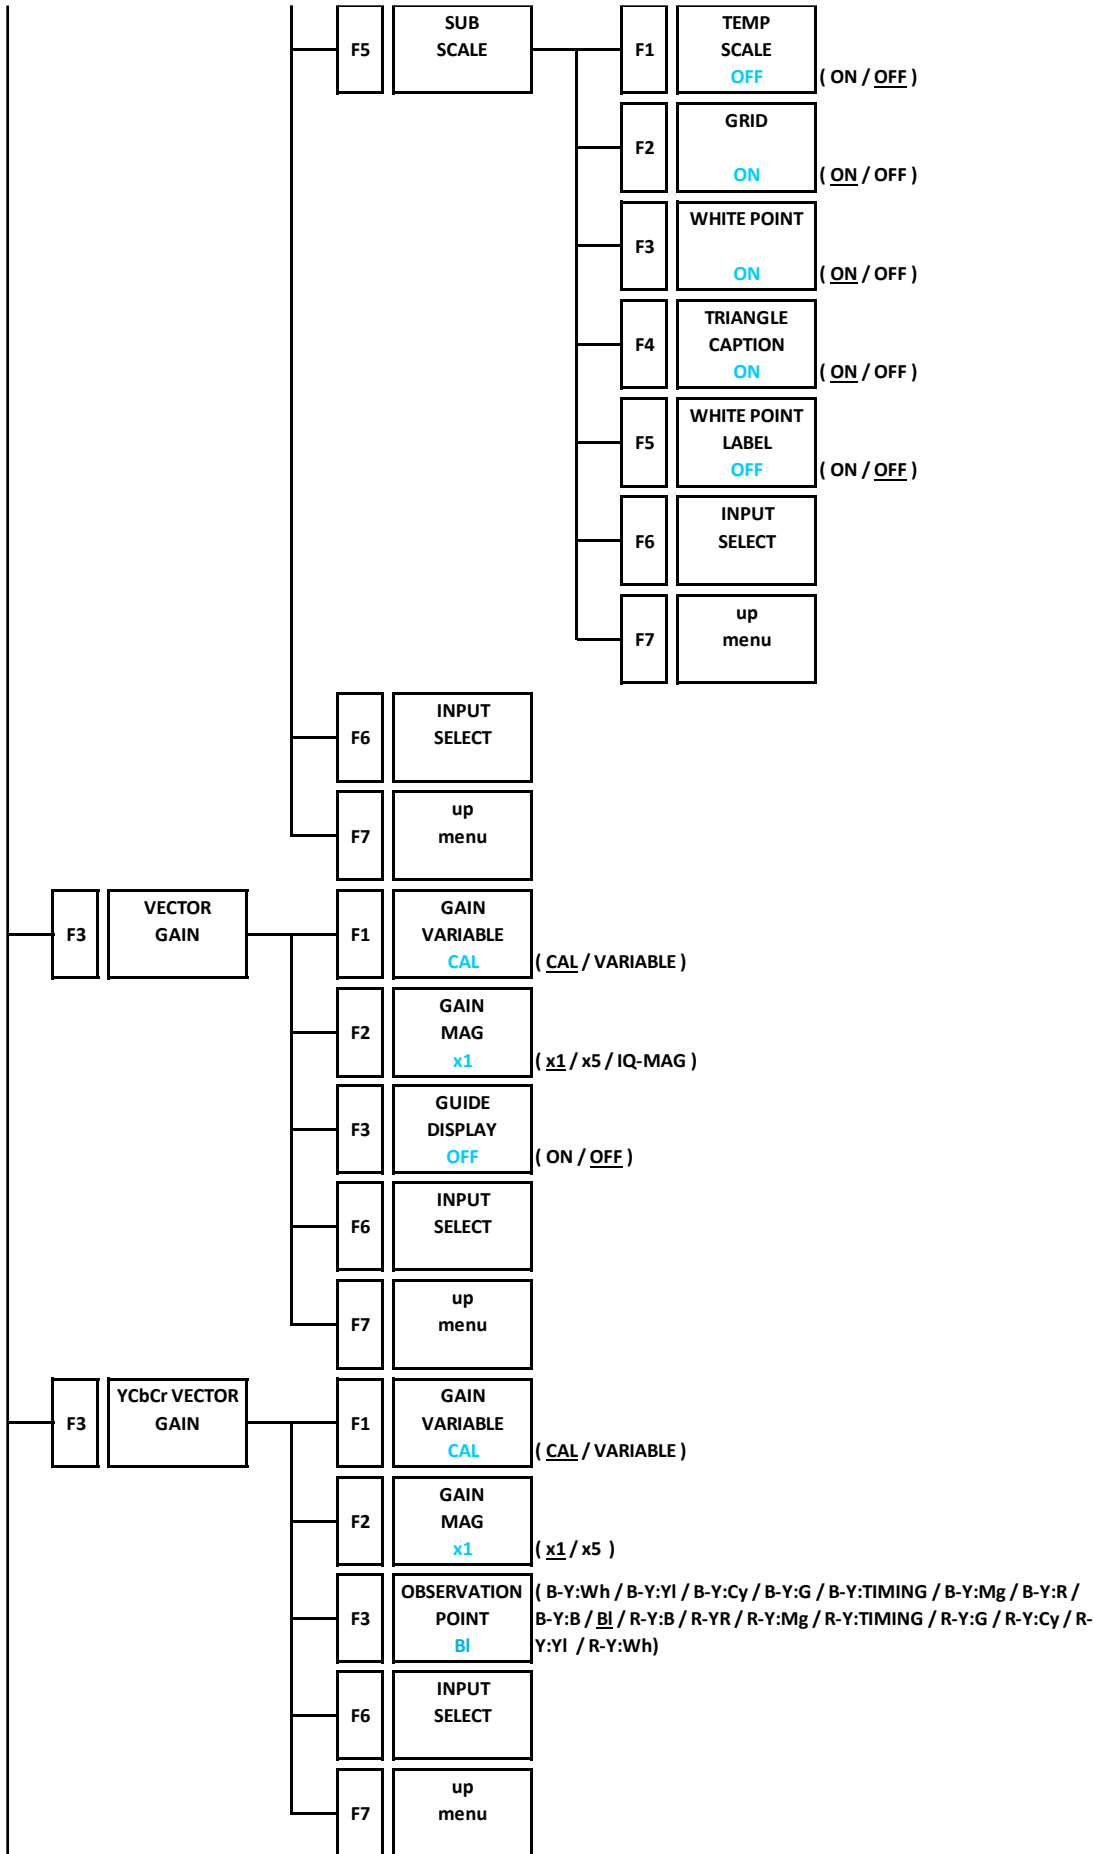 F5
SUB
SCALE
F1
TEMP
SCALE
OFF
( ON / OFF )
F2
GRID
ON
( ON / OFF )
F3
WHITE POINT
ON
( ON / OFF )
F4
TRIANGLE
CAPTION
ON
( ON / OFF )
F5
WHITE POINT
LABEL
OFF
( ON / OFF )
F6
INPUT
SELECT
F7
up
menu
F6
INPUT
SELECT
F7
up
menu
F3
VECTOR
GAIN
F1
GAIN
VARIABLE
CAL
( CAL / VARIABLE )
F2
GAIN
MAG
x1
( x1 / x5 / IQ-MAG )
F3
GUIDE
DISPLAY
OFF
( ON / OFF )
F6
INPUT
SELECT
F7
up
menu
F3
YCbCr VECTOR
GAIN
F1
GAIN
VARIABLE
CAL
( CAL / VARIABLE )
F2
GAIN
MAG
x1
( x1 / x5 )
F3
OBSERVATION
POINT
Bl
( B-Y:Wh / B-Y:Yl / B-Y:Cy / B-Y:G / B-Y:TIMING / B-Y:Mg / B-Y:R /
B-Y:B / Bl / R-Y:B / R-YR / R-Y:Mg / R-Y:TIMING / R-Y:G / R-Y:Cy / R-
Y:Yl / R-Y:Wh)
F6
INPUT
SELECT
F7
up
menu